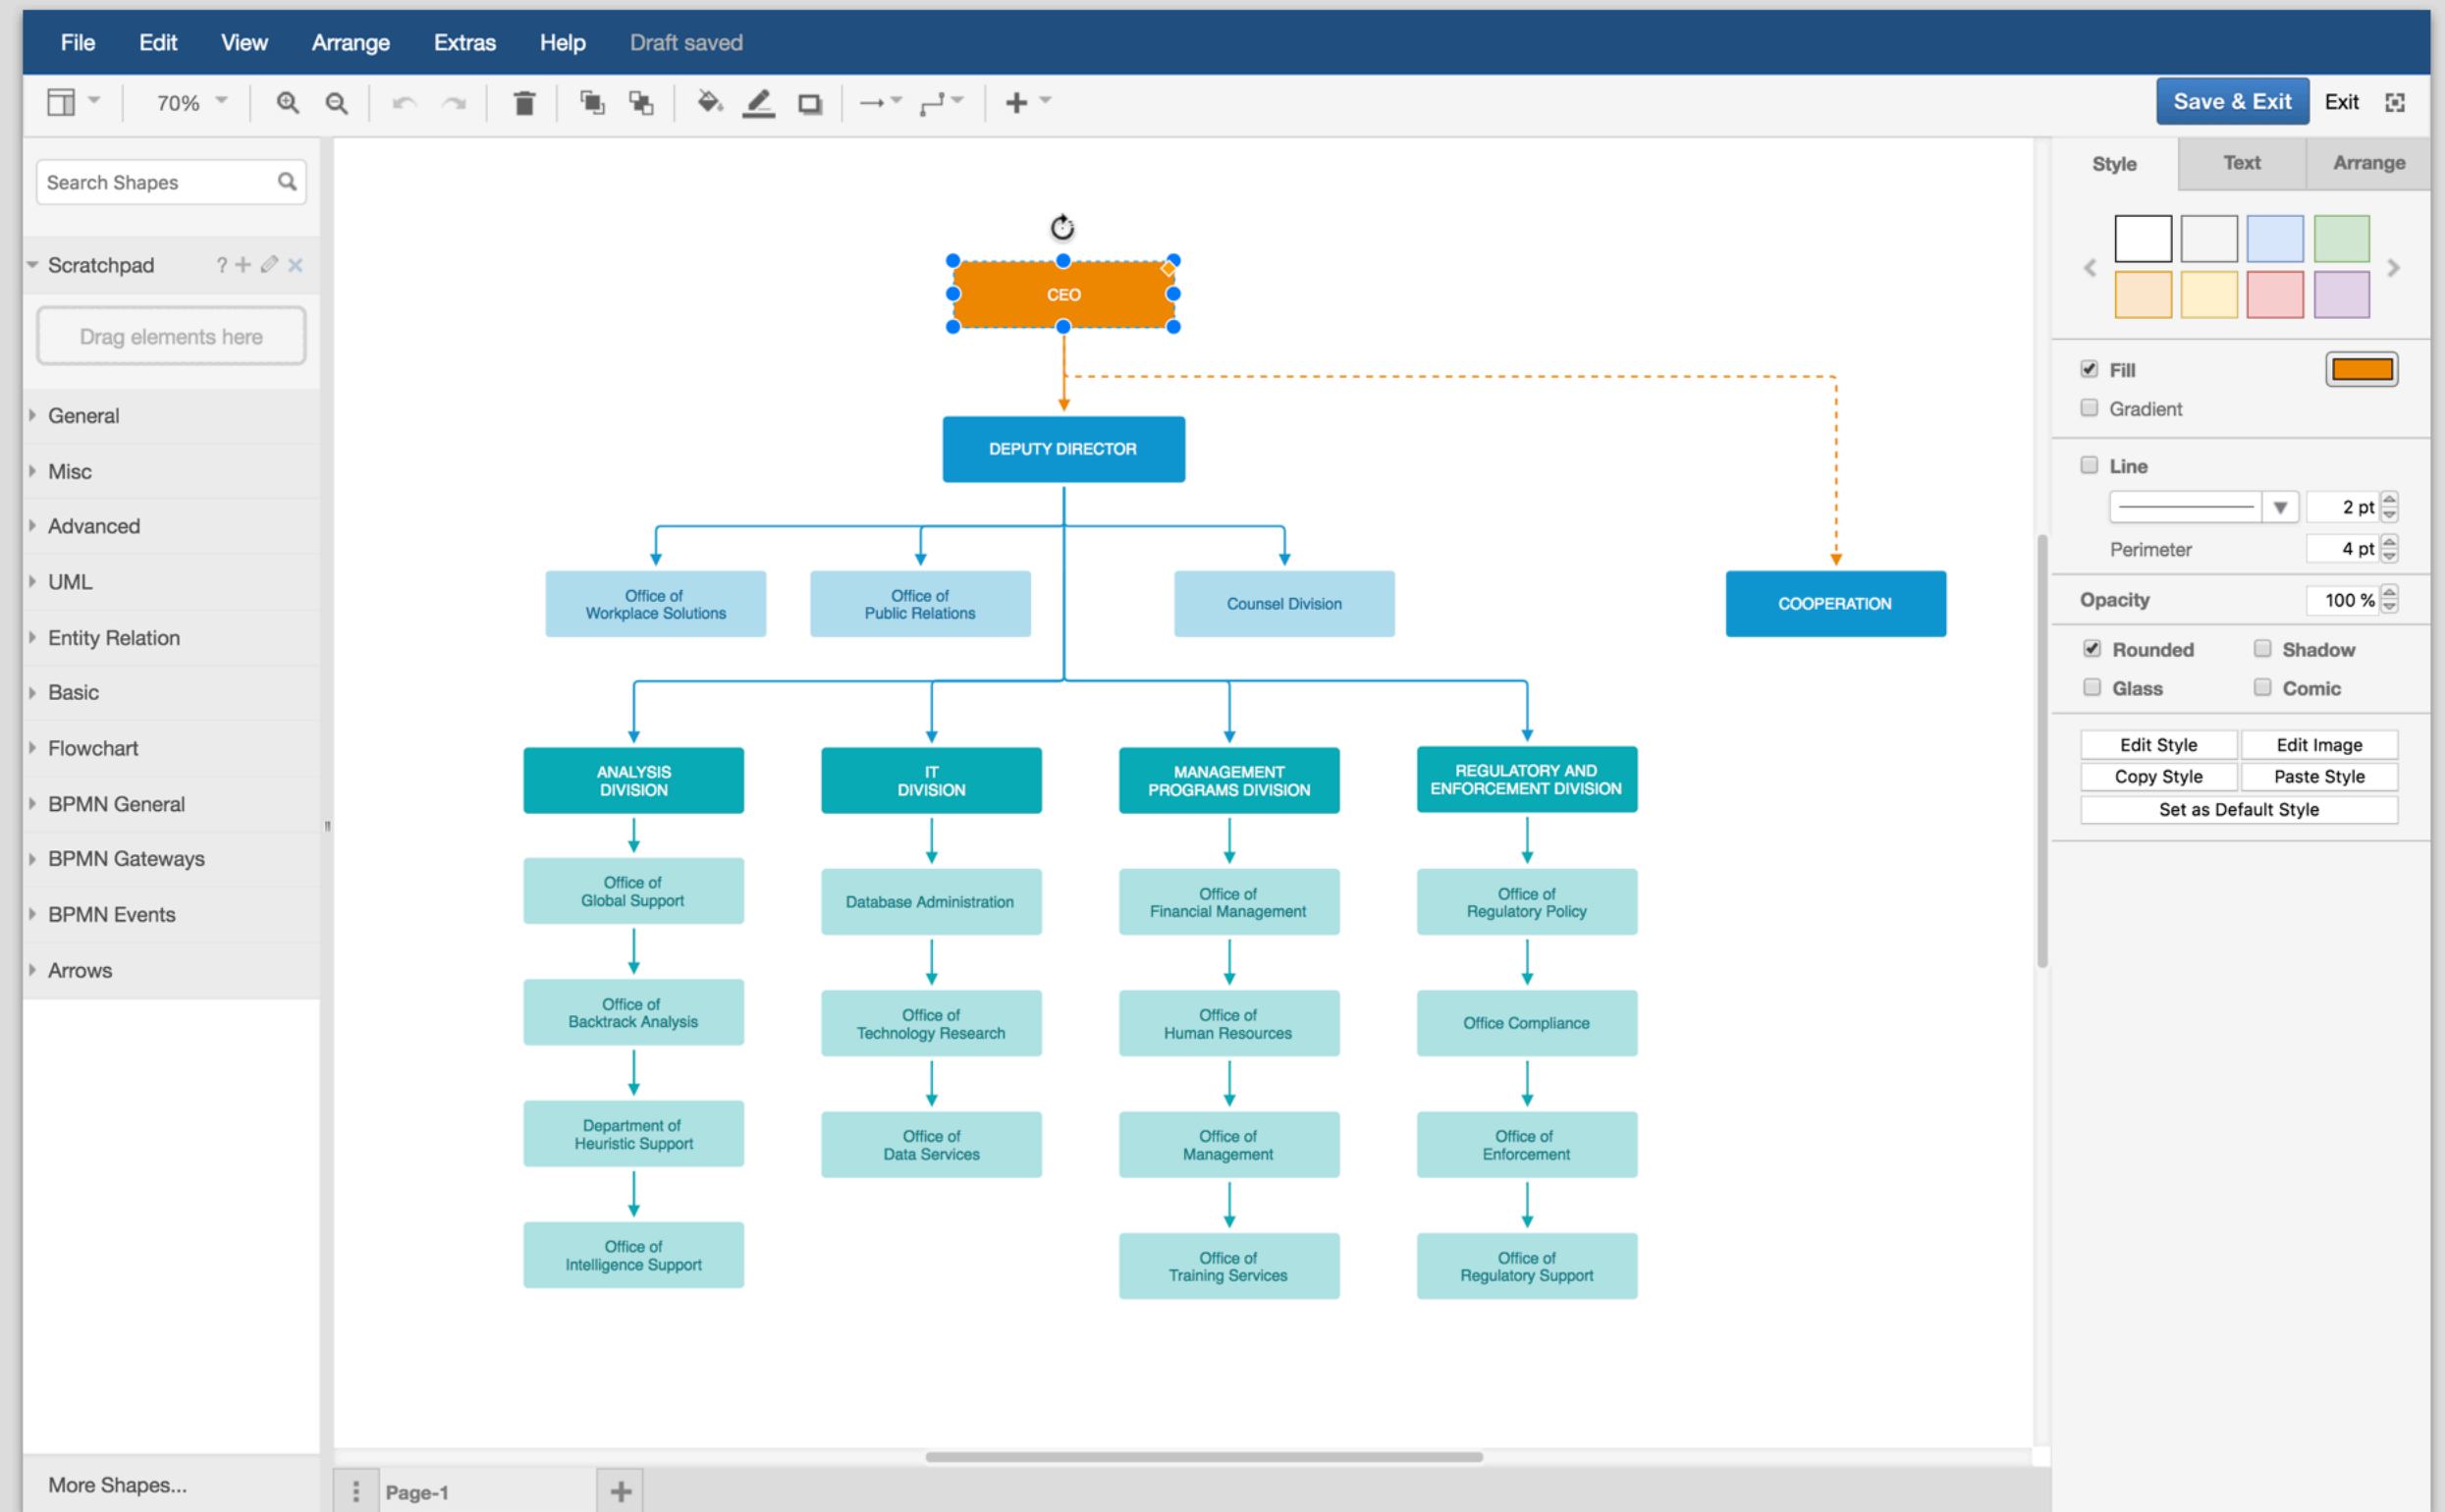 File Edit View Arrange Extras Help Draft saved
70%
Save & Exit Exit
Search Shapes
Scratchpad ?
Drag elements here
General
Misc
Advanced
UML
Entity Relation
Basic
Flowchart
BPMN General
BPMN Gateways
BPMN Events
Arrows
More Shapes...
CEO
DEPUTY DIRECTOR
Office of
Workplace Solutions
Office of
Public Relations
Counsel Division
COOPERATION
ANALYSIS
DIVISION
IT
DIVISION
MANAGEMENT
PROGRAMS DIVISION
REGULATORY AND
ENFORCEMENT DIVISION
Office of
Global Support
Database Administration
Office of
Financial Management
Office of
Regulatory Policy
Office of
Backtrack Analysis
Office of
Technology Research
Office of
Human Resources
Office Compliance
Department of
Heuristic Support
Office of
Data Services
Office of
Management
Office of
Enforcement
Office of
Intelligence Support
Office of
Training Services
Office of
Regulatory Support
Page-1
Style Text Arrange
Fill
Gradient
Line
2 pt
Perimeter 4 pt
Opacity 100 %
Rounded Shadow
Glass Comic
Edit Style Edit Image
Copy Style Paste Style
Set as Default Style